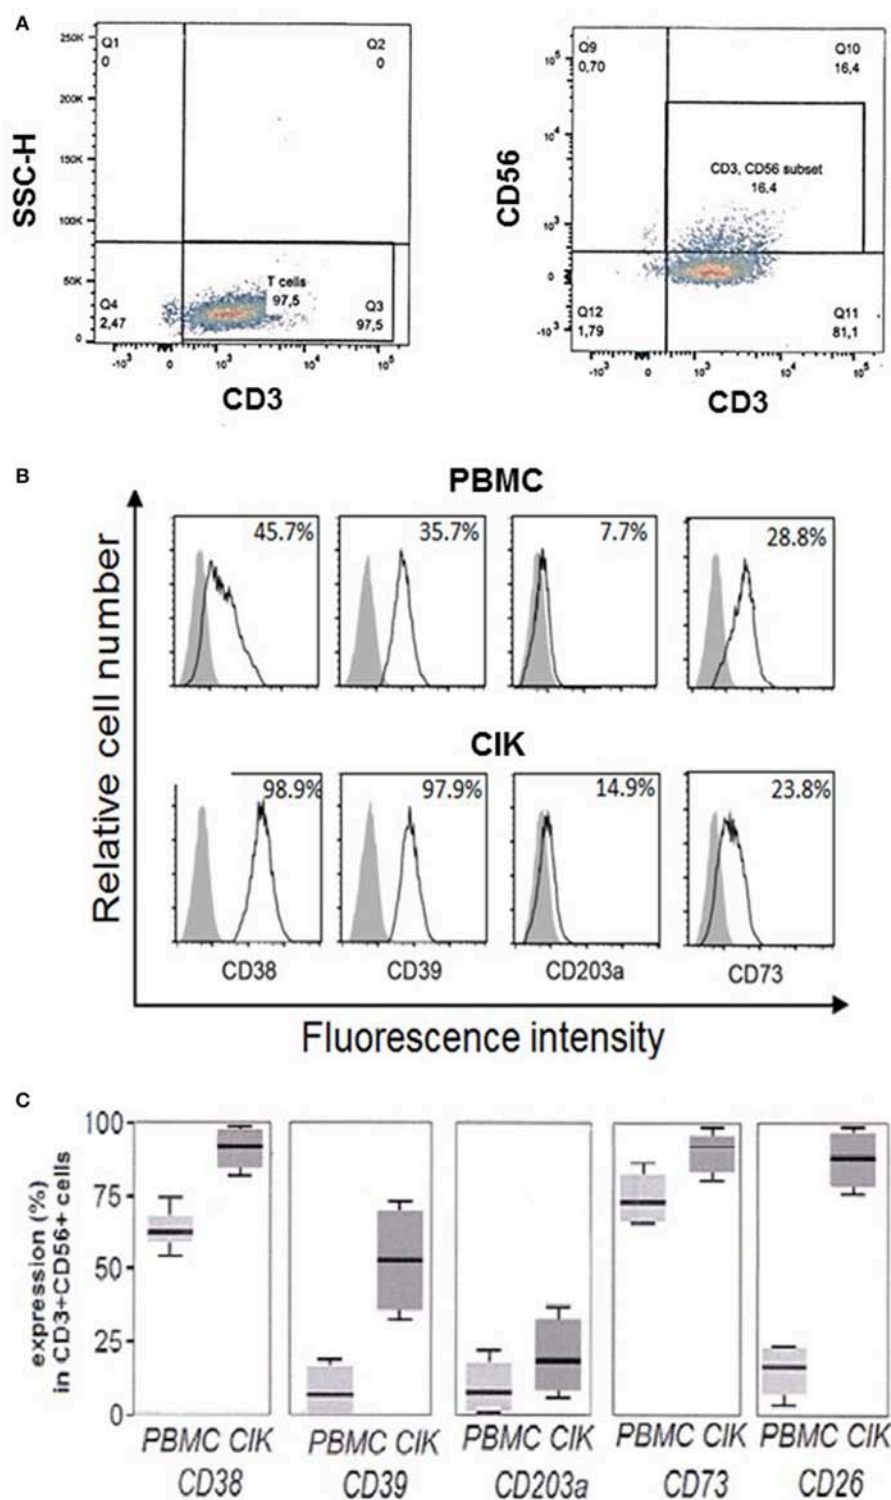 A
SSC-H
250K
200K
150K
100K
50K
0
Q1
0
Q2
0
T cells
97,5
Q4
2,47
Q3
97,5
-10³ 0 10³ 10⁴ 10⁵
CD3
CD56
10⁵
10⁴
10³
0
-10³
Q9
0,70
Q10
16,4
CD3, CD56 subset
16,4
Q12
1,79
Q11
81,1
-10³ 0 10³ 10⁴ 10⁵
CD3
B
PBMC
Relative cell number
45.7% 35.7% 7.7% 28.8%
CIK
98.9% 97.9% 14.9% 23.8%
CD38 CD39 CD203a CD73
Fluorescence intensity
C
expression (%)
in CD3+CD56+ cells
100
75
50
25
0
PBMC CIK PBMC CIK PBMC CIK PBMC CIK PBMC CIK
CD38 CD39 CD203a CD73 CD26